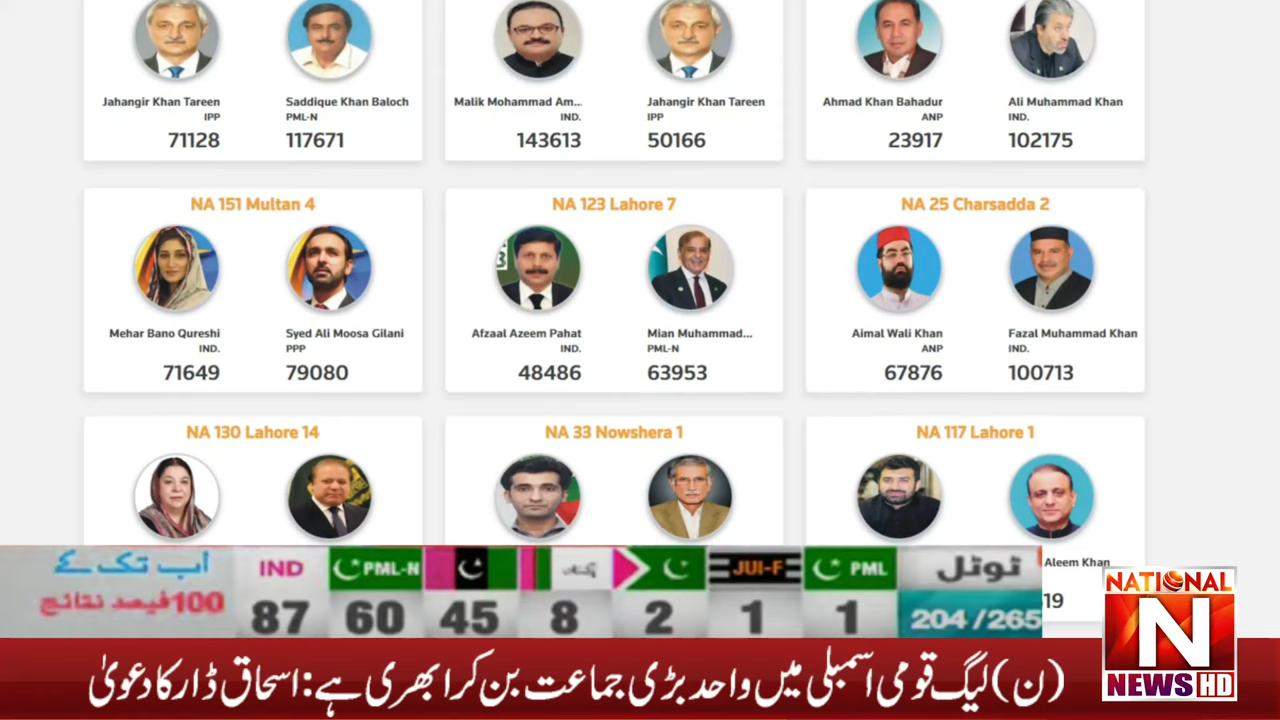 Jahangir Khan Tareen
IPP
71128
Saddique Khan Baloch
PML-N
117671
Malik Mohammad Am...
IND.
143613
Jahangir Khan Tareen
IPP
50166
Ahmad Khan Bahadur
ANP
23917
Ali Muhammad Khan
IND.
102175
NA 151 Multan 4
Mehar Bano Qureshi
IND.
71649
Syed Ali Moosa Gilani
PPP
79080
NA 123 Lahore 7
Afzaal Azeem Pahat
IND.
48486
Mian Muhammad...
PML-N
63953
NA 25 Charsadda 2
Aimal Wali Khan
ANP
67876
Fazal Muhammad Khan
IND.
100713
NA 130 Lahore 14
NA 33 Nowshera 1
NA 117 Lahore 1
Aleem Khan
19
اب تک کے
100فیصد نتائج
IND
87
PML-N
60
45
8
2
JUI-F
1
PML
1
ٹوٹل
204/265
NATIONAL
N
NEWS HD
(ن) لیگ قومی اسمبلی میں واحد بڑی جماعت بن کر ابھری ہے: اسحاق ڈار کا دعویٰ